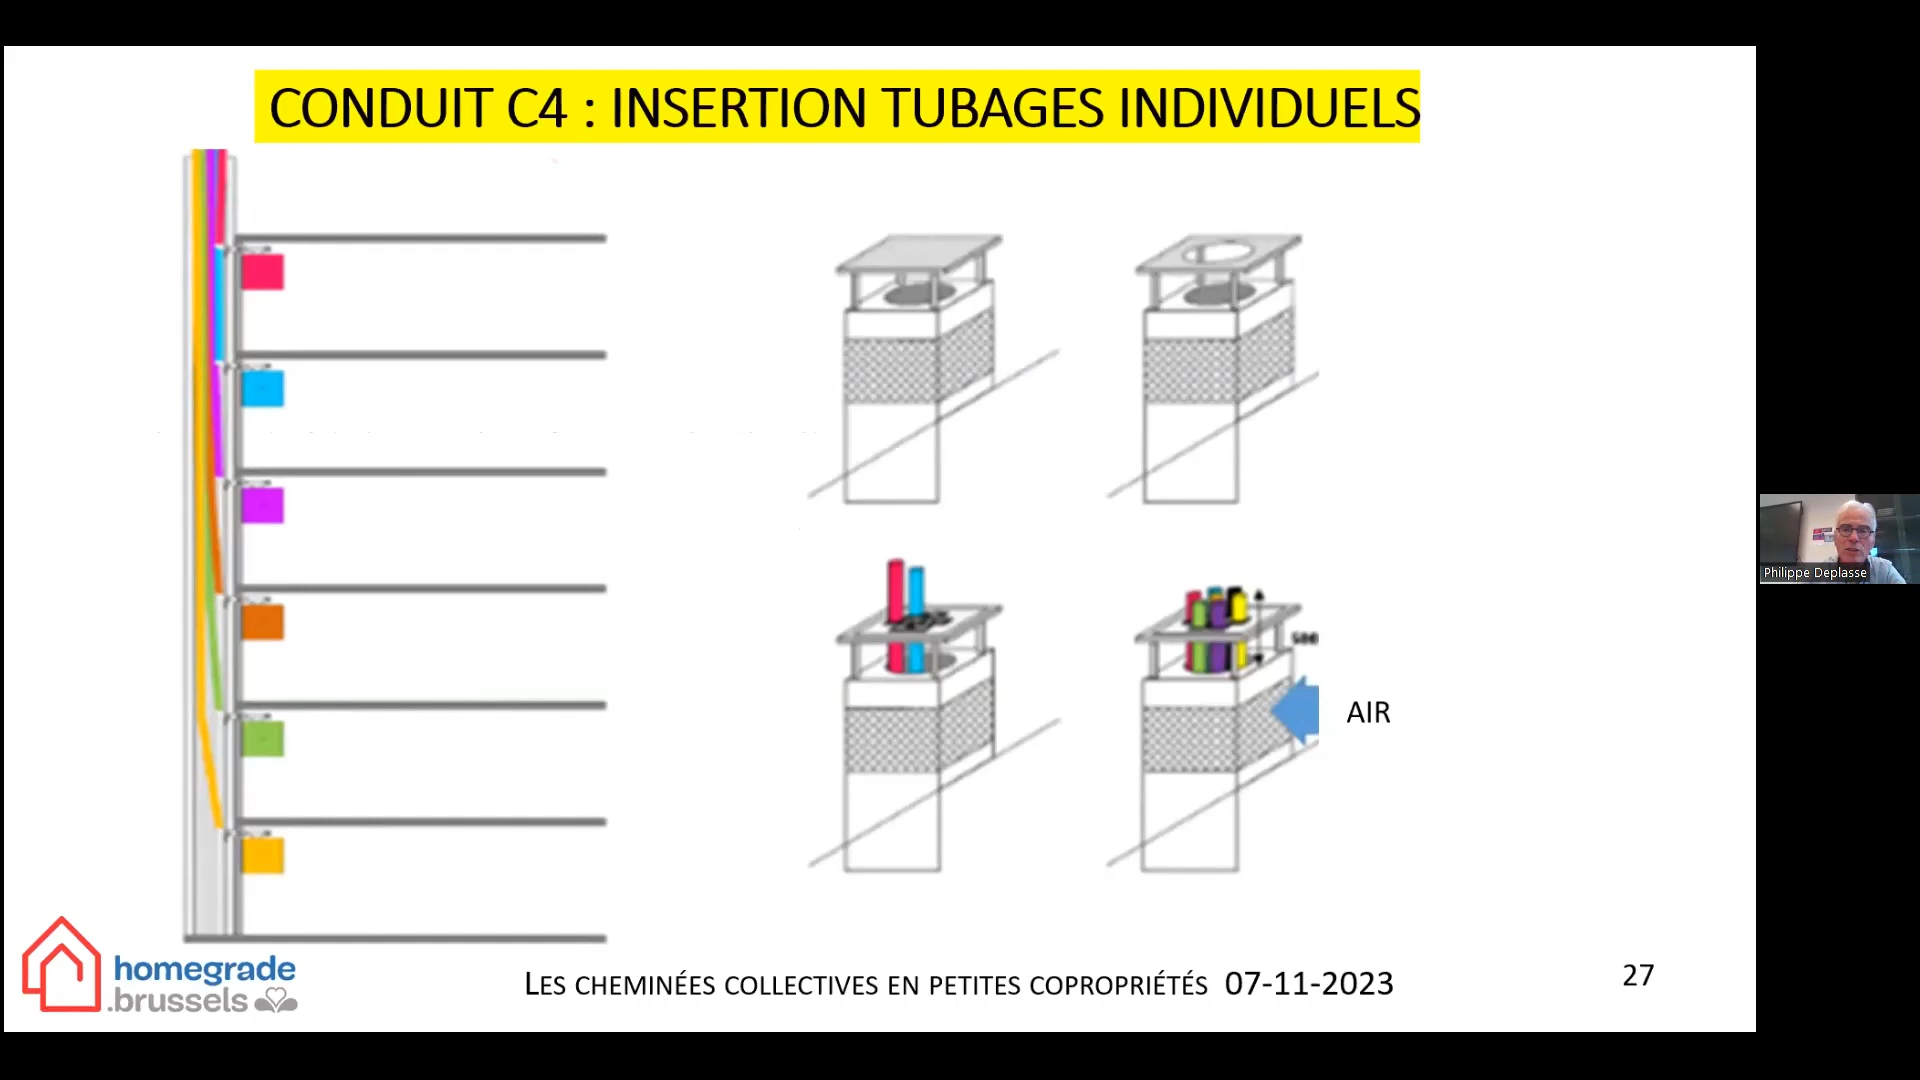 CONDUIT C4 : INSERTION TUBAGES INDIVIDUELS
500
AIR
Philippe Deplasse
homegrade
.brussels
LES CHEMINÉES COLLECTIVES EN PETITES COPROPRIÉTÉS 07-11-2023
27